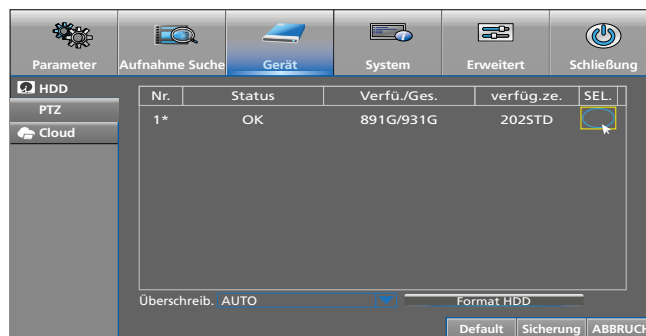 Parameter Aufnahme Suche Gerät System Erweitert Schließung
HDD
PTZ
Cloud
Nr. Status Verfü./Ges. verfüg.ze. SEL.
1* OK 891G/931G 202STD
Überschreib. AUTO Format HDD
Default Sicherung ABBRUCH